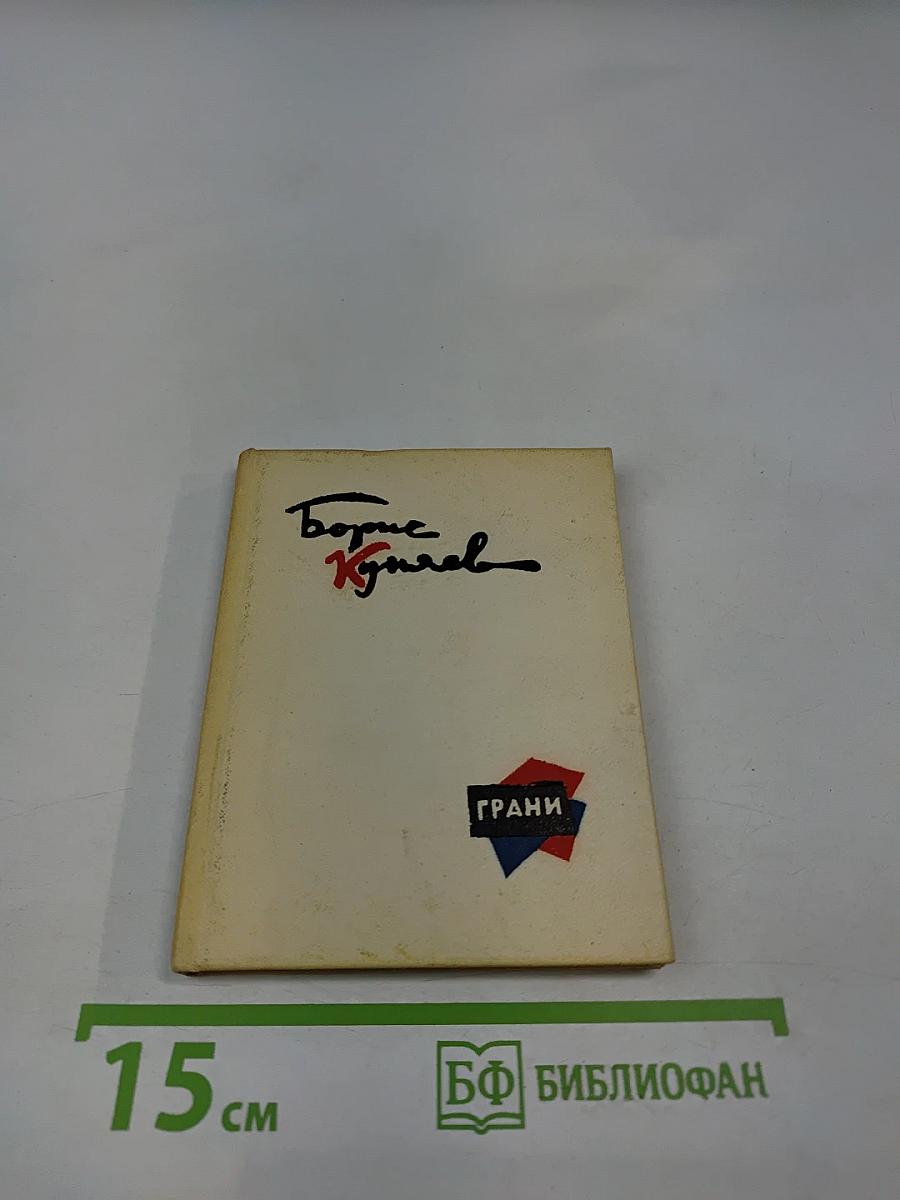 Борис
Куняев
ГРАНИ
15 см
БФ БИБЛИОФАН